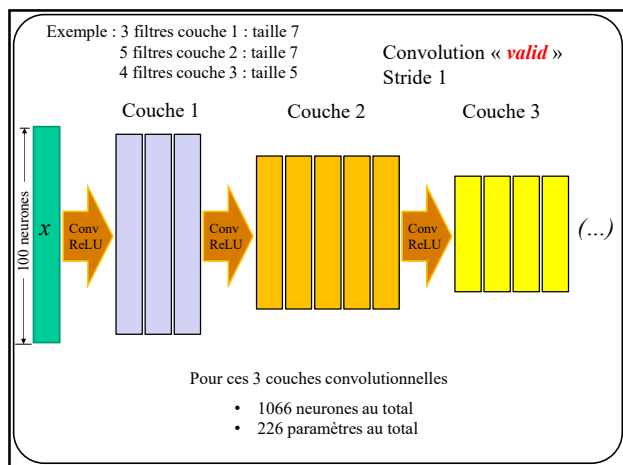 Exemple : 3 filtres couche 1 : taille 7
5 filtres couche 2 : taille 7
4 filtres couche 3 : taille 5
Convolution « valid »
Stride 1
Couche 1
Couche 2
Couche 3
100 neurones
x
Conv
ReLU
Conv
ReLU
Conv
ReLU
(...)
Pour ces 3 couches convolutionnelles
• 1066 neurones au total
• 226 paramètres au total